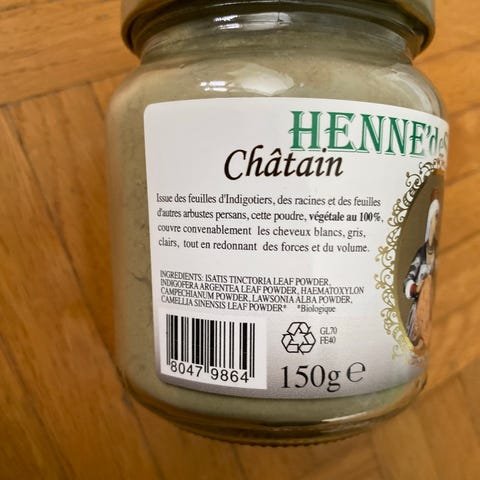 HENNE'de
Châtain
Issue des feuilles d'Indigotiers, des racines et des feuilles
d'autres arbustes persans, cette poudre, végétale au 100%,
couvre convenablement les cheveux blancs, gris,
clairs, tout en redonnant des forces et du volume.
INGREDIENTS: ISATIS TINCTORIA LEAF POWDER,
INDIGOFERA ARGENTEA LEAF POWDER, HAEMATOXYLON
CAMPECHIANUM POWDER, LAWSONIA ALBA POWDER,
CAMELLIA SINENSIS LEAF POWDER* *Biologique
GL70
FE40
8047 9864
150g e